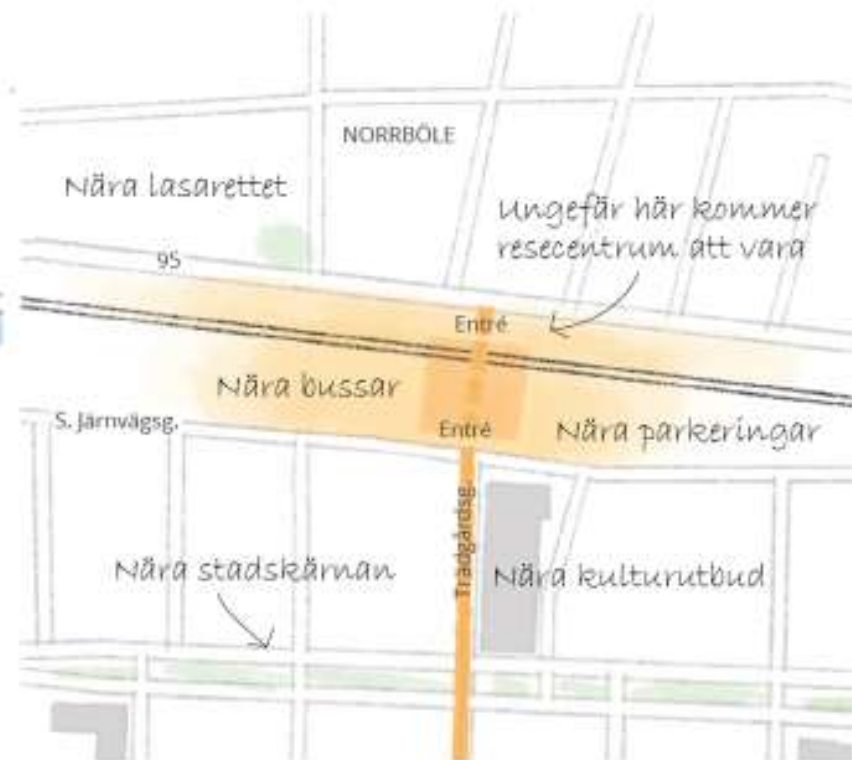 NORRBÖLE
Nära lasarettet
Ungefär här kommer
resecentrum att vara
95
Entré
Nära bussar
S. Järnvägsg.
Entré
Nära parkeringar
Trädgårdsg.
Nära stadskärnan
Nära kulturutbud